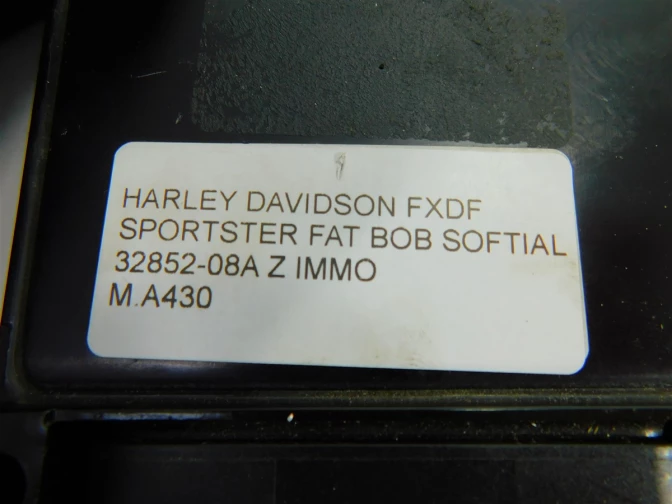 HARLEY DAVIDSON FXDF
SPORTSTER FAT BOB SOFTIAL
32852-08A Z IMMO
M.A430